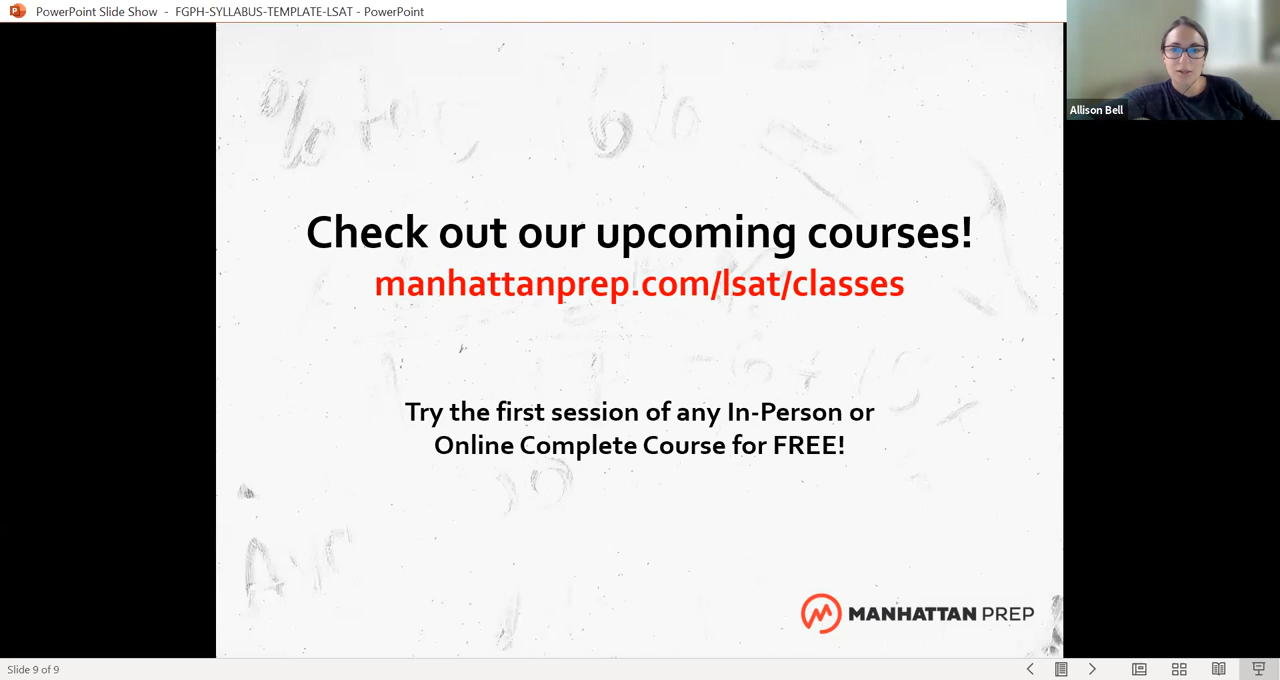 PowerPoint Slide Show - FGPH-SYLLABUS-TEMPLATE-LSAT - PowerPoint
Allison Bell
Check out our upcoming courses!
manhattanprep.com/lsat/classes
Try the first session of any In-Person or
Online Complete Course for FREE!
MANHATTAN PREP
Slide 9 of 9